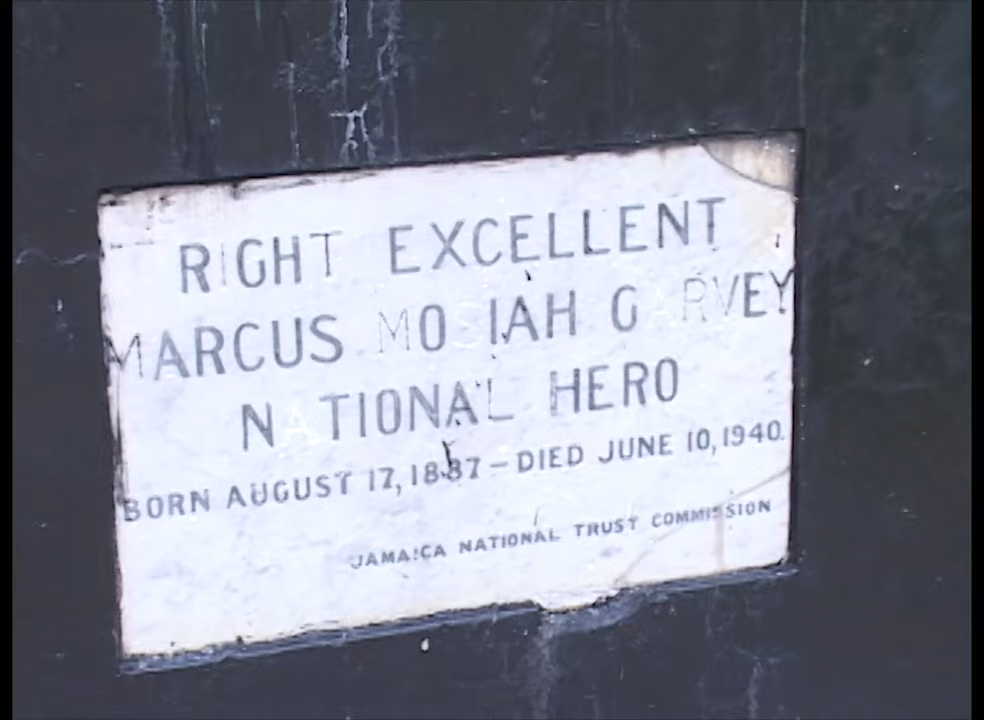 RIGHT EXCELLENT
MARCUS MOSIAH GARVEY
NATIONAL HERO
BORN AUGUST 17, 1887 – DIED JUNE 10, 1940.
JAMAICA NATIONAL TRUST COMMISSION